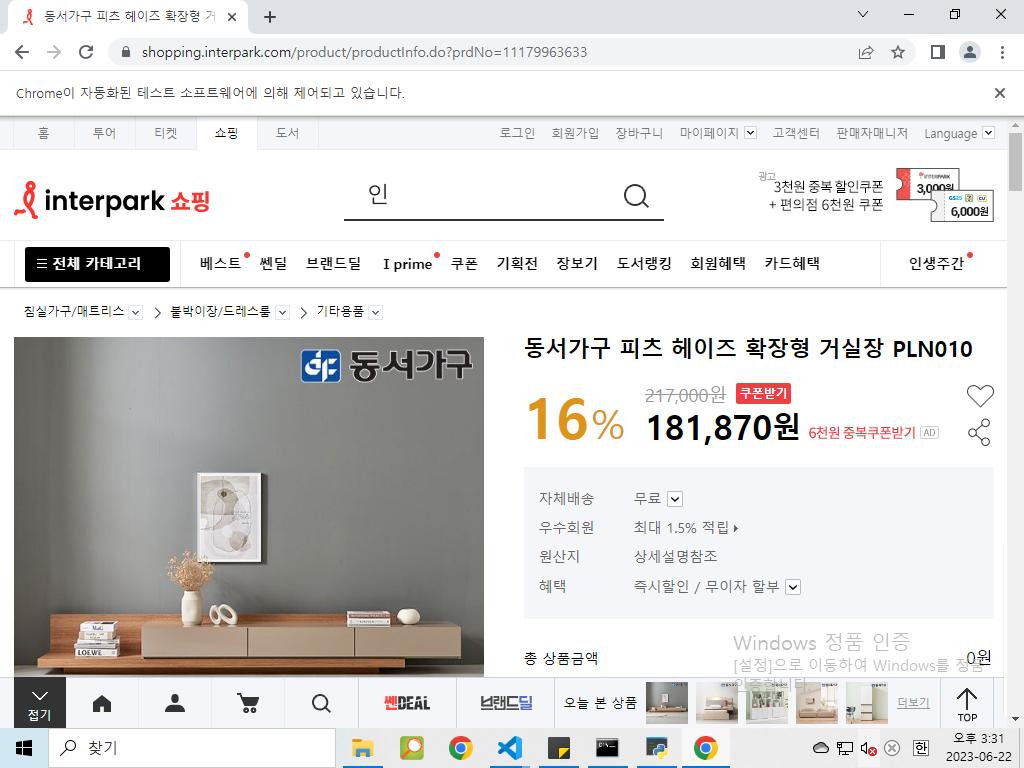 동서가구 피츠 헤이즈 확장형 거
shopping.interpark.com/product/productInfo.do?prdNo=11179963633
Chrome이 자동화된 테스트 소프트웨어에 의해 제어되고 있습니다.
홈 투어 티켓 쇼핑 도서 로그인 회원가입 장바구니 마이페이지 고객센터 판매자매니저 Language
interpark 쇼핑
인
광고
3천원 중복 할인쿠폰
+ 편의점 6천원 쿠폰
INTERPARK
3,000원
GS25 CU
6,000원
전체 카테고리 베스트 쎈딜 브랜드딜 I prime 쿠폰 기획전 장보기 도서랭킹 회원혜택 카드혜택 인생주간
침실가구/매트리스 > 붙박이장/드레스룸 > 기타용품
동서가구
동서가구 피츠 헤이즈 확장형 거실장 PLN010
16%
217,000원 쿠폰받기
181,870원 6천원 중복쿠폰받기 AD
자체배송 무료
우수회원 최대 1.5% 적립
원산지 상세설명참조
혜택 즉시할인 / 무이자 할부
LOEWE
총 상품금액 0원
Windows 정품 인증
[설정]으로 이동하여 Windows를 정품
인증합니다.
접기 쎈DEAL 브랜드딜 오늘 본 상품 더보기 TOP
찾기
한
오후 3:31
2023-06-22